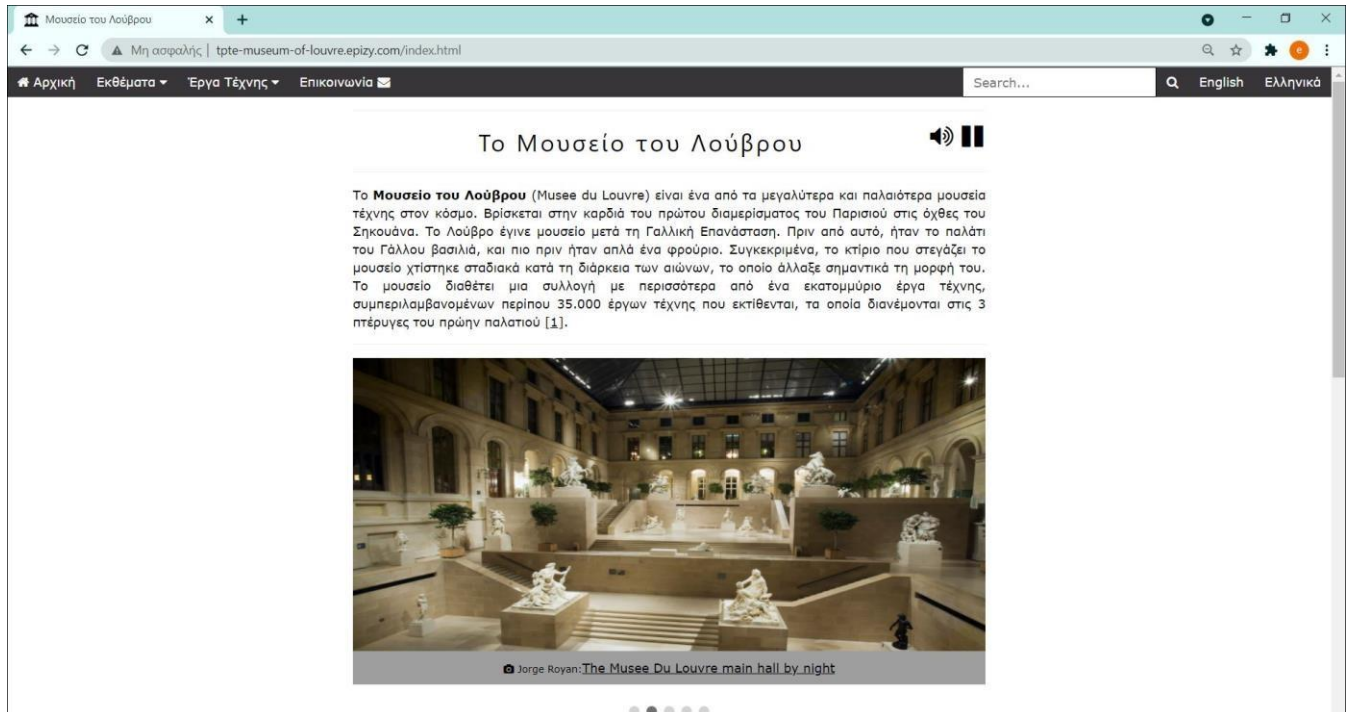 Μουσείο του Λούβρου
Μη ασφαλής | tpte-museum-of-louvre.epizy.com/index.html
e
Αρχική Εκθέματα Έργα Τέχνης Επικοινωνία Search... English Ελληνικά
Το Μουσείο του Λούβρου
Το Μουσείο του Λούβρου (Musee du Louvre) είναι ένα από τα μεγαλύτερα και παλαιότερα μουσεία
τέχνης στον κόσμο. Βρίσκεται στην καρδιά του πρώτου διαμερίσματος του Παρισιού στις όχθες του
Σηκουάνα. Το Λούβρο έγινε μουσείο μετά τη Γαλλική Επανάσταση. Πριν από αυτό, ήταν το παλάτι
του Γάλλου βασιλιά, και πιο πριν ήταν απλά ένα φρούριο. Συγκεκριμένα, το κτίριο που στεγάζει το
μουσείο χτίστηκε σταδιακά κατά τη διάρκεια των αιώνων, το οποίο άλλαξε σημαντικά τη μορφή του.
Το μουσείο διαθέτει μια συλλογή με περισσότερα από ένα εκατομμύριο έργα τέχνης,
συμπεριλαμβανομένων περίπου 35.000 έργων τέχνης που εκτίθενται, τα οποία διανέμονται στις 3
πτέρυγες του πρώην παλατιού [1].
Jorge Royan:The Musee Du Louvre main hall by night